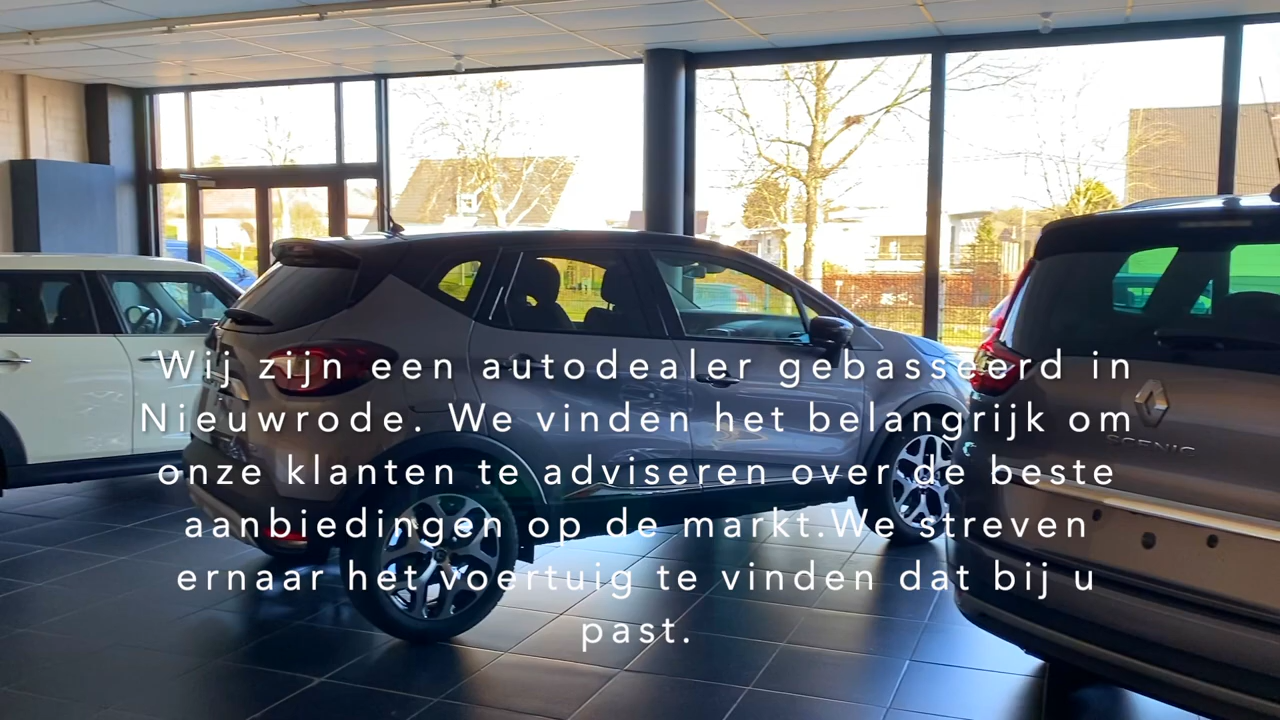 Wij zijn een autodealer gebasseerd in
Nieuwrode. We vinden het belangrijk om
onze klanten te adviseren over de beste
aanbiedingen op de markt.We streven
ernaar het voertuig te vinden dat bij u
past.
SCENIC